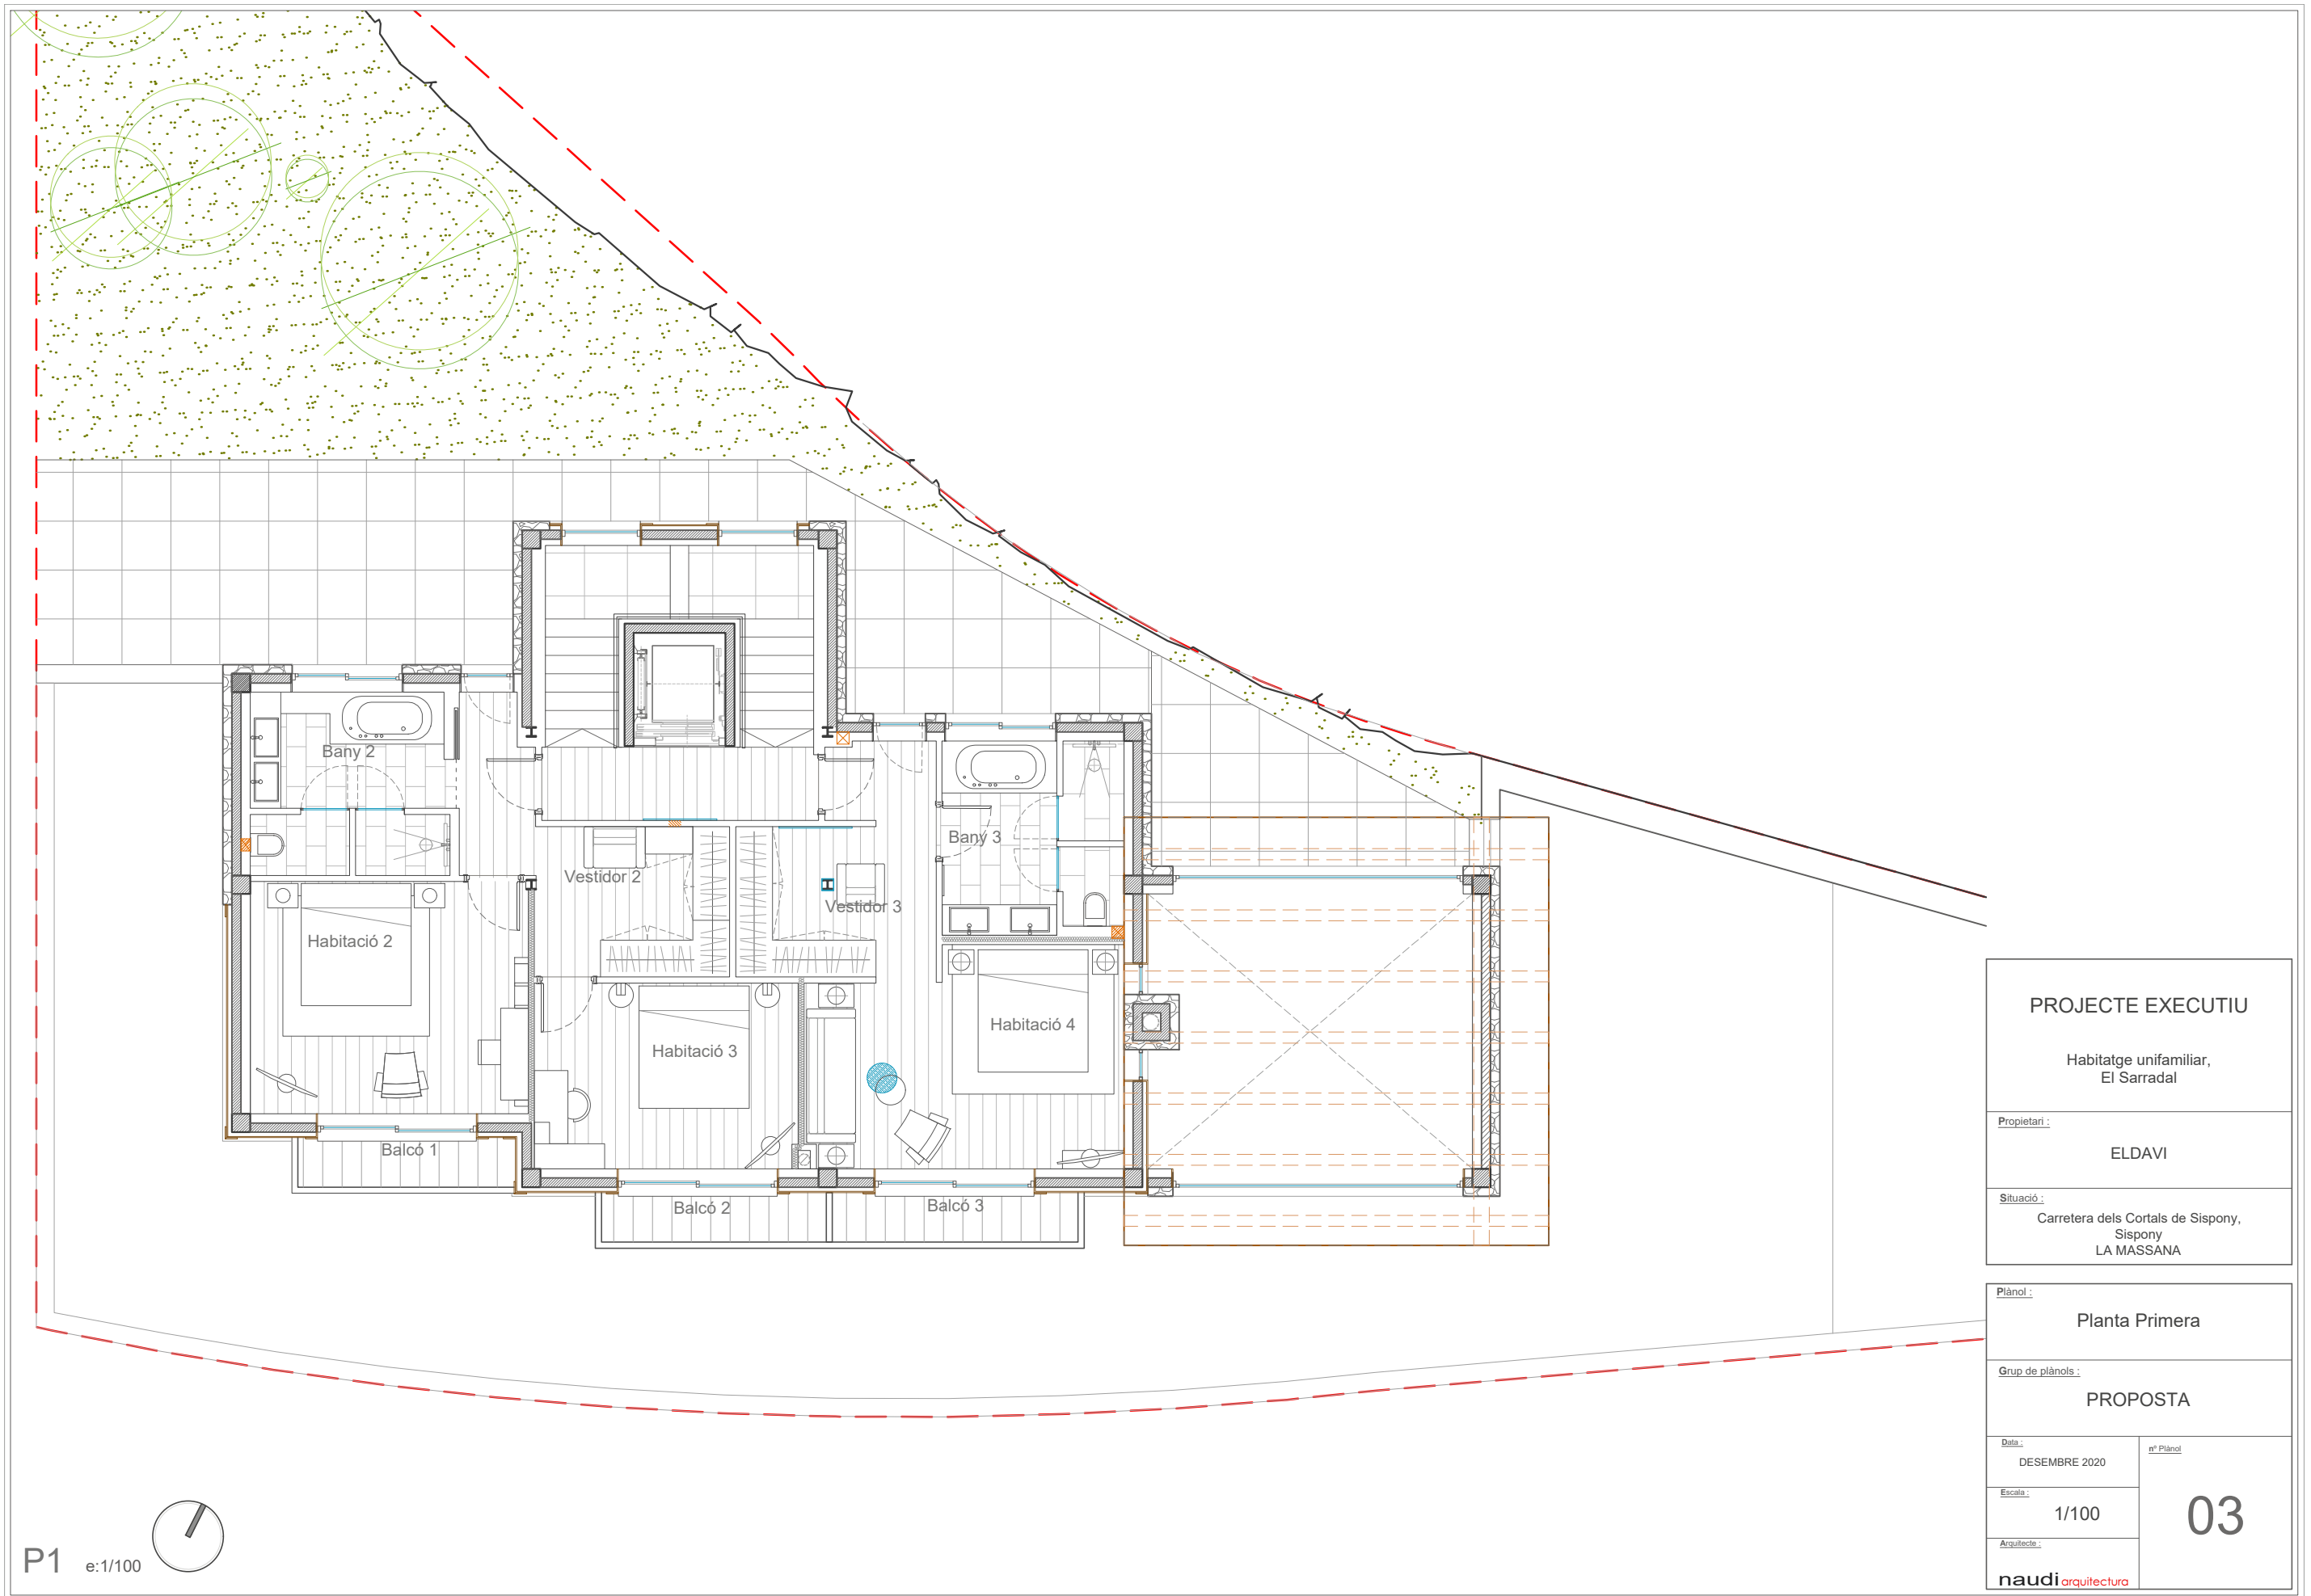 Bany 2
Bany 3
Vestidor 2
Vestidor 3
Habitació 2
Habitació 3
Habitació 4
Balcó 1
Balcó 2
Balcó 3
P1 e:1/100
PROJECTE EXECUTIU
Habitatge unifamiliar,
El Sarradal
Propietari :
ELDAVI
Situació :
Carretera dels Cortals de Sispony,
Sispony
LA MASSANA
Plànol :
Planta Primera
Grup de plànols :
PROPOSTA
Data :
DESEMBRE 2020
nº Plànol
03
Escala :
1/100
Arquitecte :
naudi arquitectura